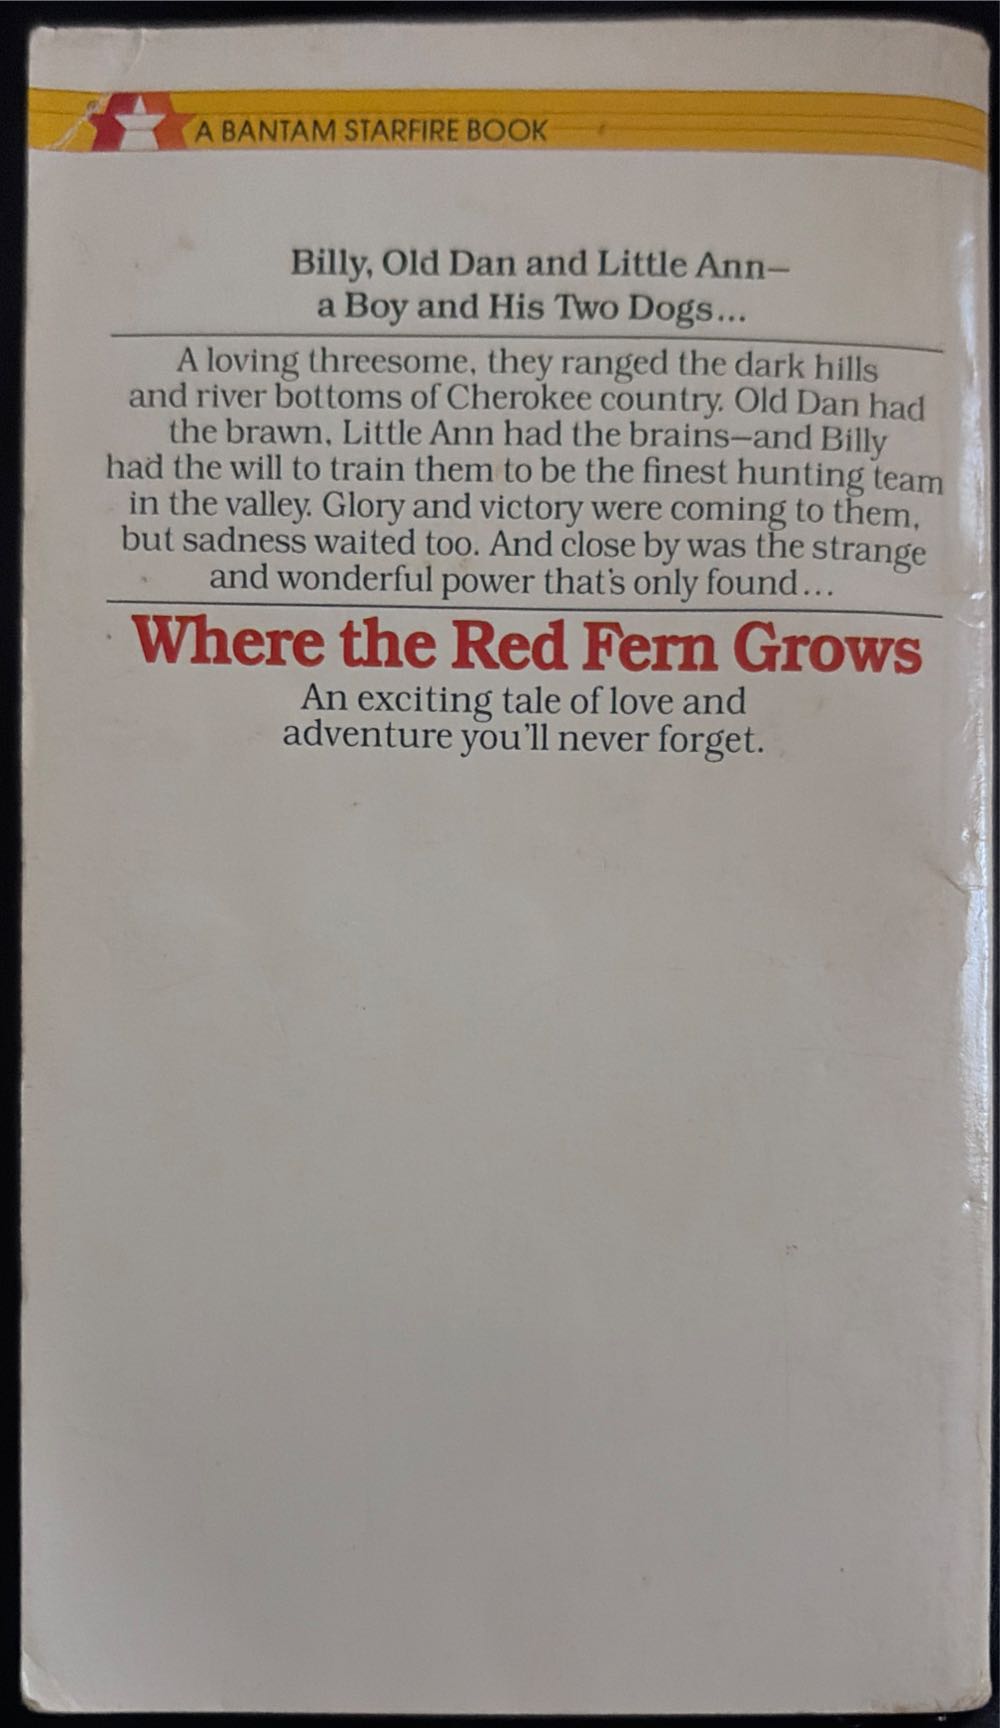 A BANTAM STARFIRE BOOK
Billy, Old Dan and Little Ann—
a Boy and His Two Dogs...
A loving threesome, they ranged the dark hills
and river bottoms of Cherokee country. Old Dan had
the brawn, Little Ann had the brains—and Billy
had the will to train them to be the finest hunting team
in the valley. Glory and victory were coming to them,
but sadness waited too. And close by was the strange
and wonderful power that's only found...
Where the Red Fern Grows
An exciting tale of love and
adventure you'll never forget.